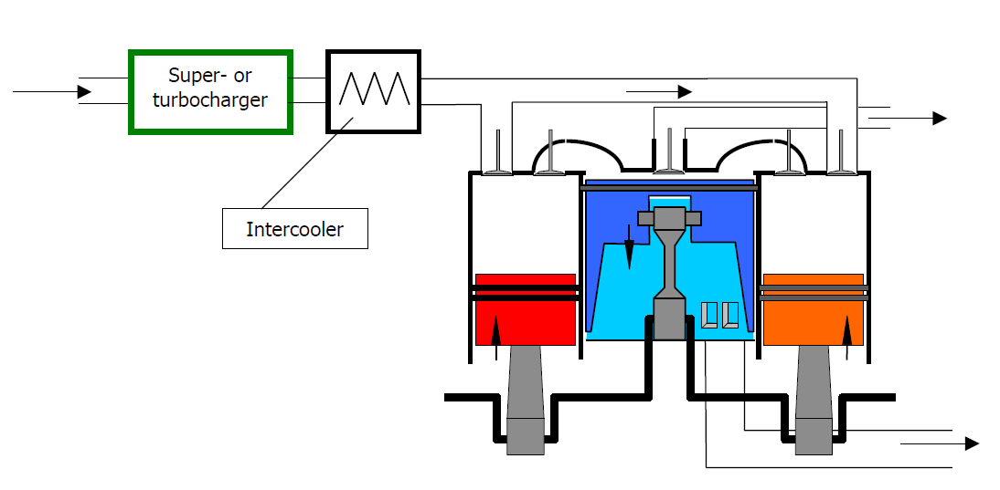 Super- or
turbocharger
Intercooler